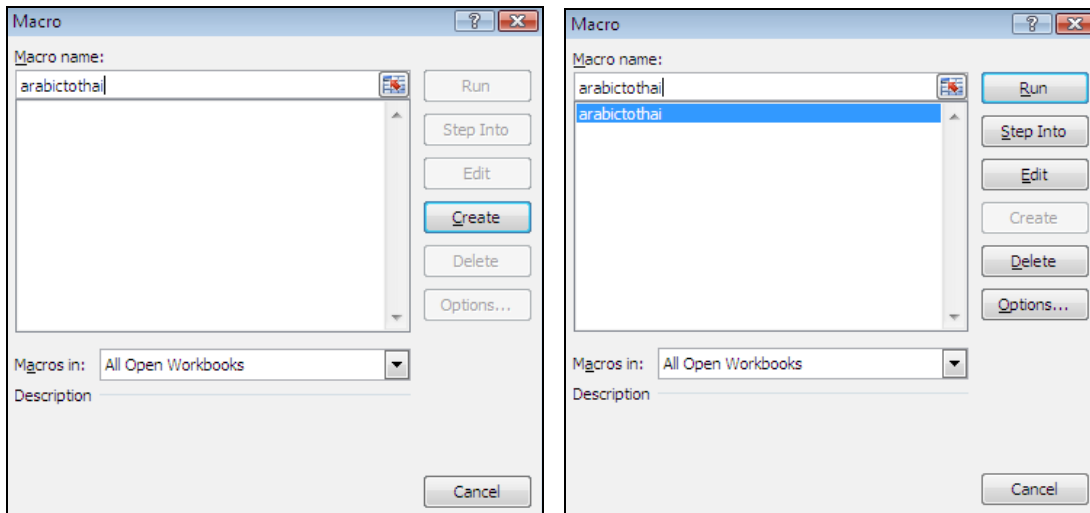 Macro
Macro name:
arabictothai
Run
Step Into
Edit
Create
Delete
Options...
Macros in: All Open Workbooks
Description
Cancel
Macro
Macro name:
arabictothai
arabictothai
Run
Step Into
Edit
Create
Delete
Options...
Macros in: All Open Workbooks
Description
Cancel